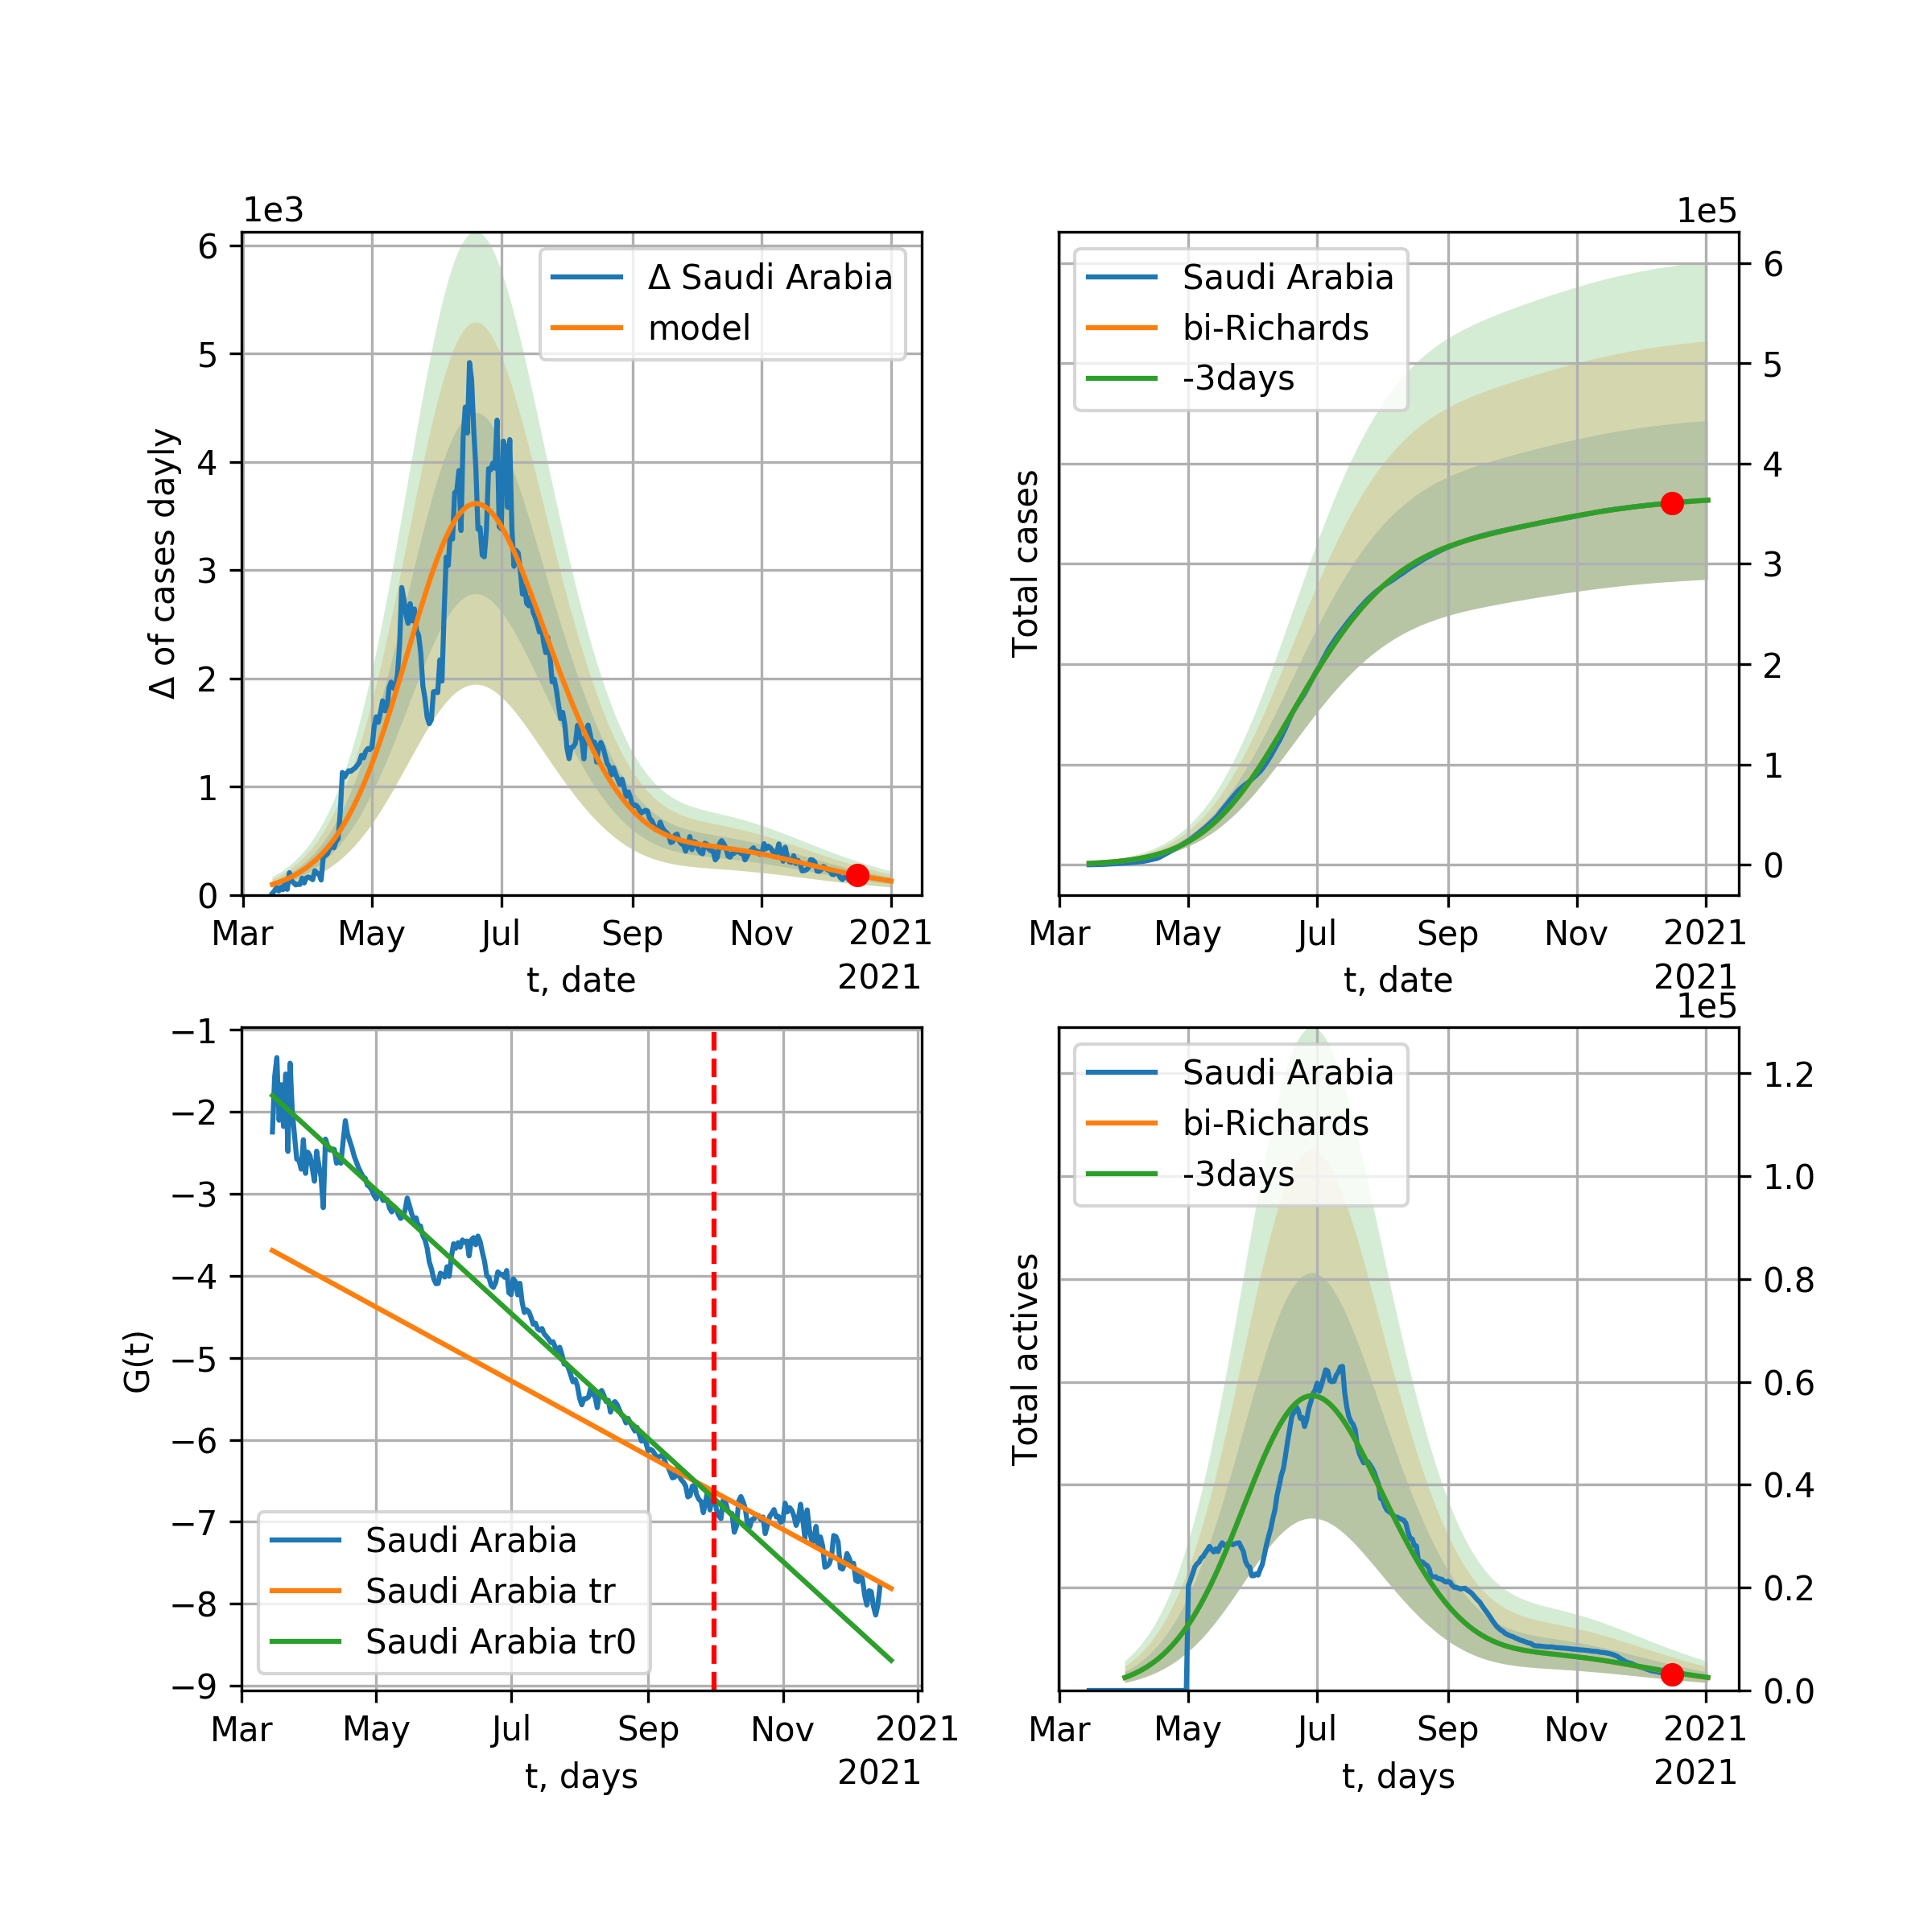 1e3
6
5
4
3
2
1
0
Δ of cases dayly
Δ Saudi Arabia
model
Mar May Jul Sep Nov 2021
t, date
2021
1e5
Total cases
Saudi Arabia
bi-Richards
-3days
6
5
4
3
2
1
0
Mar May Jul Sep Nov 2021
t, date
2021
−1
−2
−3
−4
−5
−6
−7
−8
−9
G(t)
Saudi Arabia
Saudi Arabia tr
Saudi Arabia tr0
Mar May Jul Sep Nov 2021
t, days
2021
1e5
Total actives
Saudi Arabia
bi-Richards
-3days
1.2
1.0
0.8
0.6
0.4
0.2
0.0
Mar May Jul Sep Nov 2021
t, days
2021